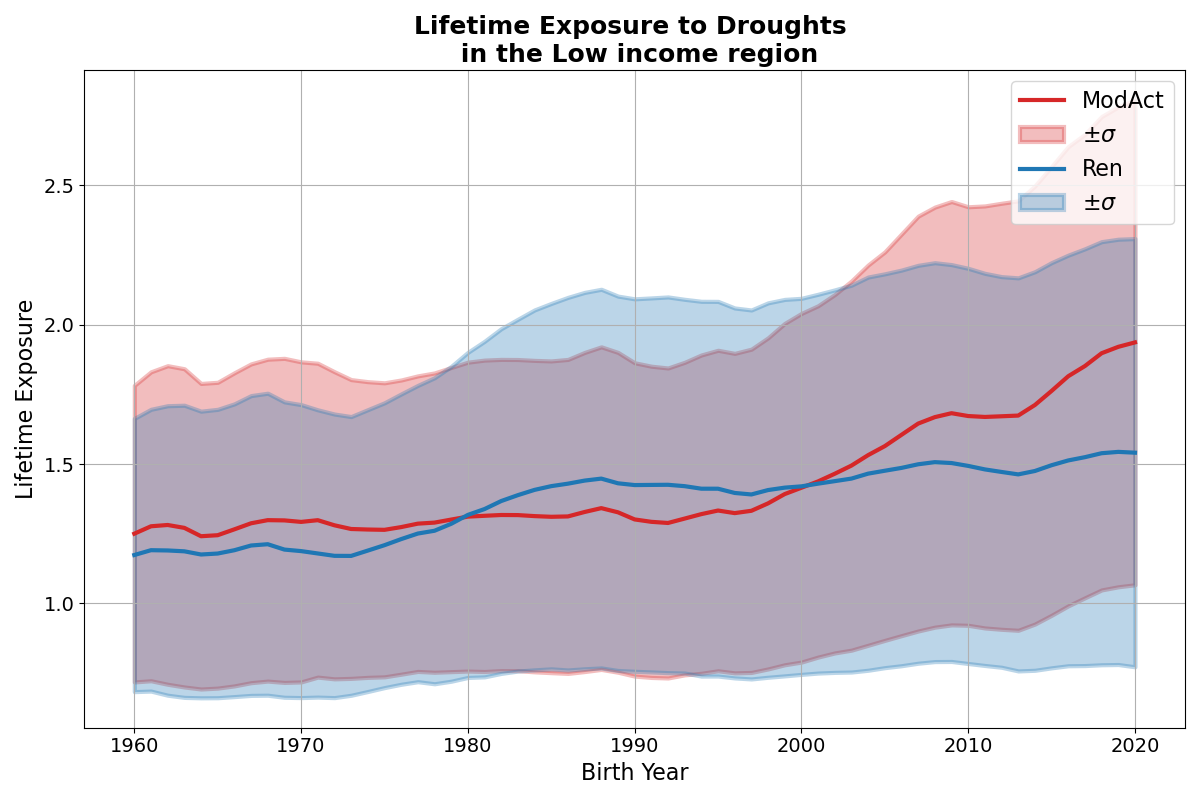 Lifetime Exposure to Droughts
in the Low income region
ModAct
±σ
Ren
±σ
Lifetime Exposure
2.5
2.0
1.5
1.0
1960 1970 1980 1990 2000 2010 2020
Birth Year